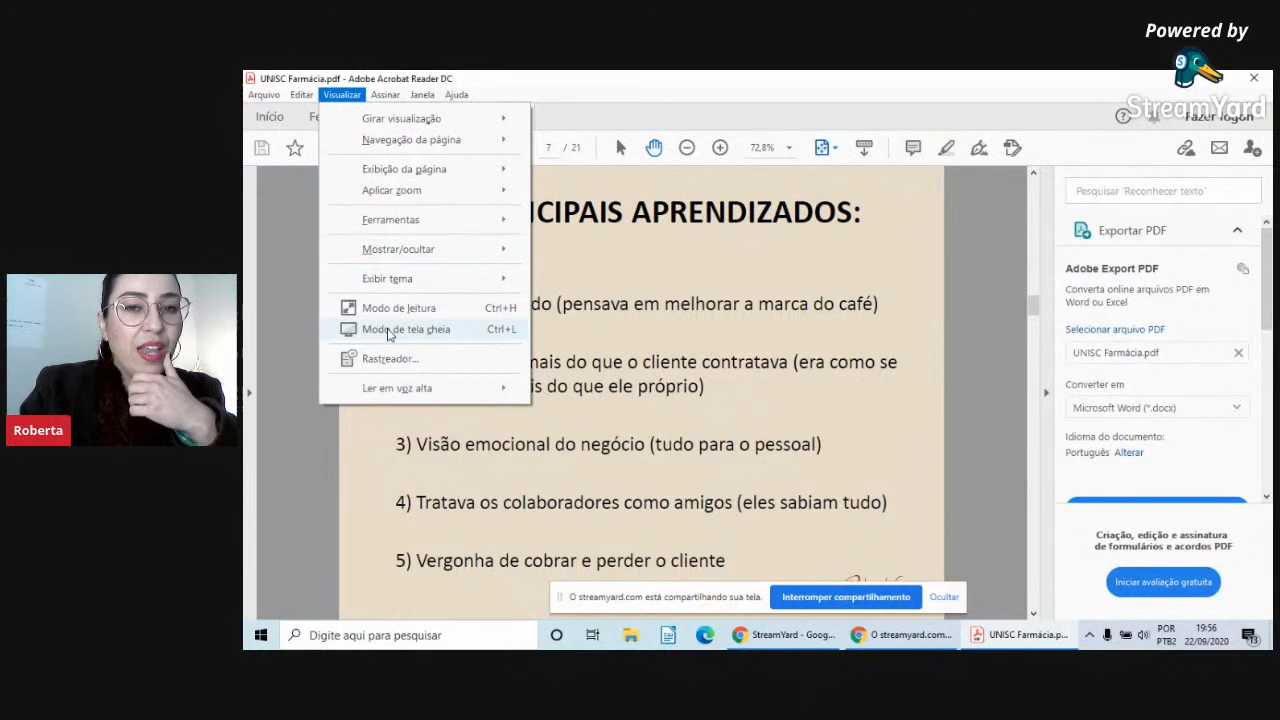 Powered by
StreamYard
UNISC Farmácia.pdf - Adobe Acrobat Reader DC
Arquivo Editar Visualizar Assinar Janela Ajuda
Início
Fazer logon
Girar visualização
Navegação da página
Exibição da página
Aplicar zoom
Ferramentas
Mostrar/ocultar
Exibir tema
Modo de leitura Ctrl+H
Modo de tela cheia Ctrl+L
Rastreador...
Ler em voz alta
7 / 21
72,8%
APRENDIZADOS:
(pensava em melhorar a marca do café)
mais do que o cliente contratava (era como se
do que ele próprio)
3) Visão emocional do negócio (tudo para o pessoal)
4) Tratava os colaboradores como amigos (eles sabiam tudo)
5) Vergonha de cobrar e perder o cliente
Pesquisar 'Reconhecer texto'
Exportar PDF
Adobe Export PDF
Converta online arquivos PDF em
Word ou Excel
Selecionar arquivo PDF
UNISC Farmácia.pdf
Converter em
Microsoft Word (*.docx)
Idioma do documento:
Português Alterar
Criação, edição e assinatura
de formulários e acordos PDF
Iniciar avaliação gratuita
Roberta
O streamyard.com está compartilhando sua tela.
Interromper compartilhamento
Ocultar
Digite aqui para pesquisar
StreamYard - Goog...
O streamyard.com...
UNISC Farmácia.p...
POR
PTB2
19:56
22/09/2020
13